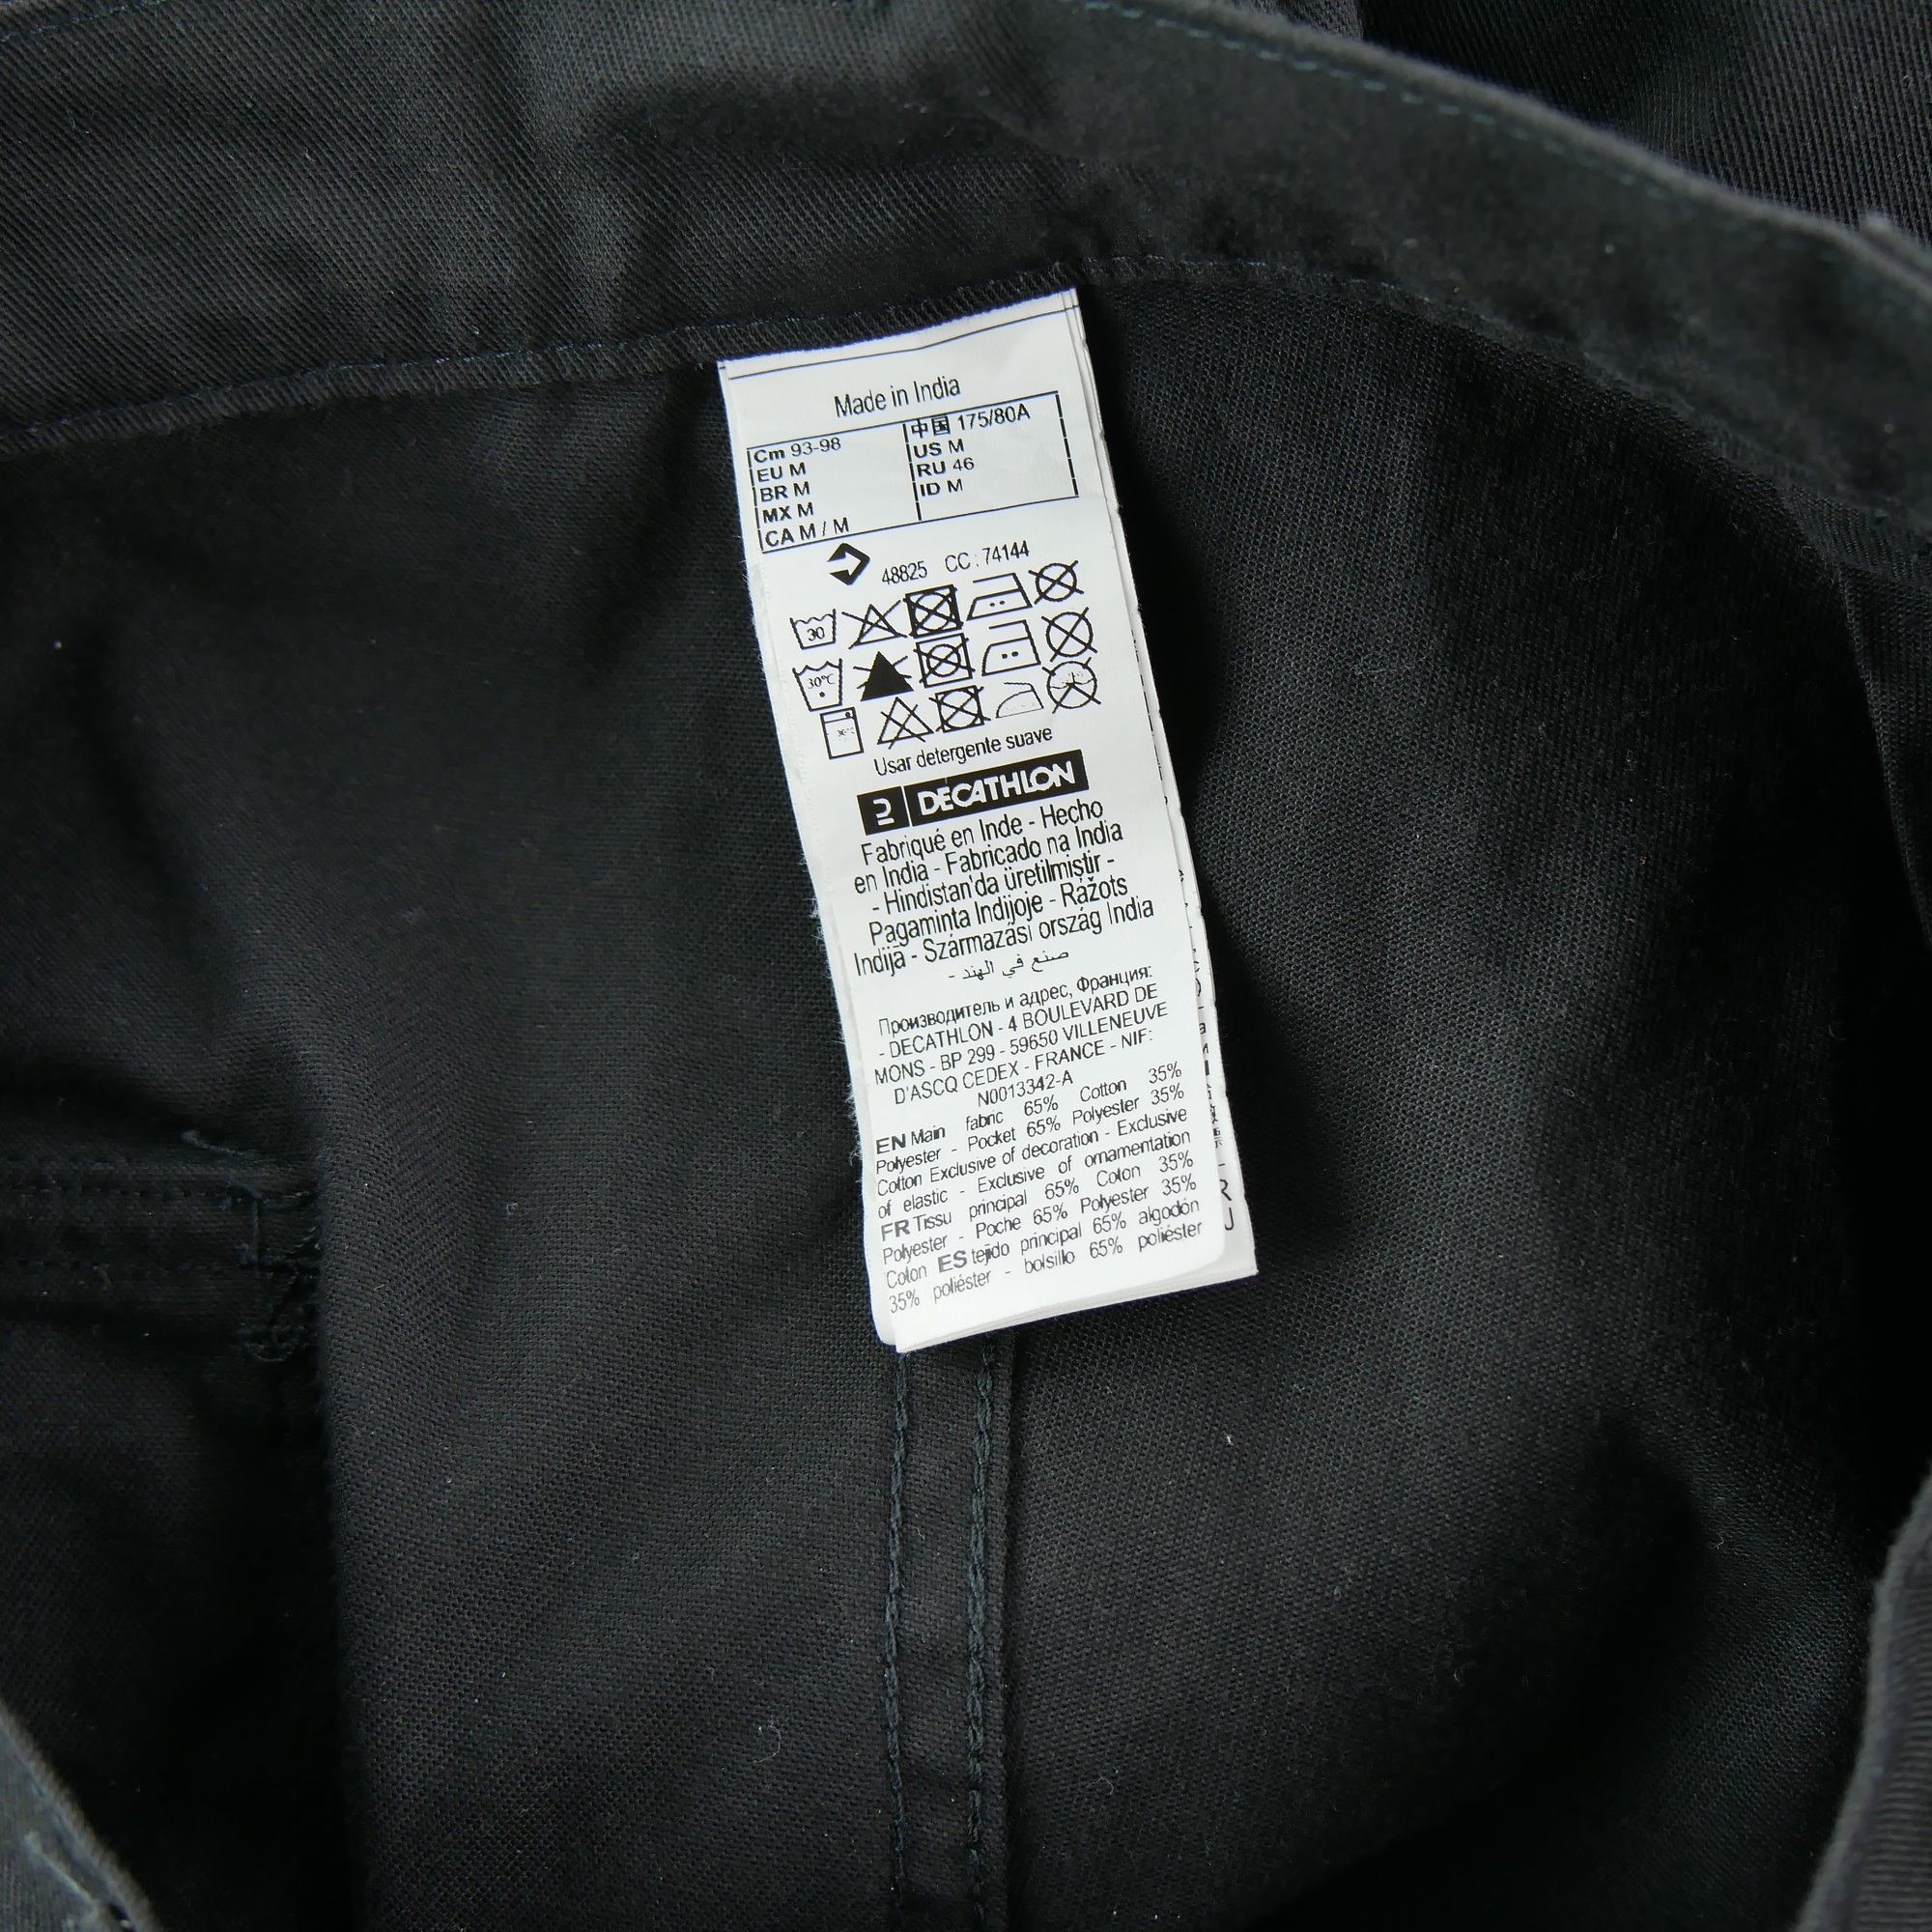 Made in India
Cm 93-98
EU M
BR M
MX M
CA M / M
中国 175/80A
US M
RU 46
ID M
48825 CC : 74144
30
30°C
Usar detergente suave
DECATHLON
Fabriqué en Inde - Hecho
en India - Fabricado na India
- Hindistan'da üretilmiştir -
Pagaminta Indijoje - Ražots
Indijā - Származási ország India
- صنع في الهند
Производитель и адрес, Франция:
- DECATHLON - 4 BOULEVARD DE
MONS - BP 299 - 59650 VILLENEUVE
D'ASCQ CEDEX - FRANCE - NIF:
N0013342-A
EN Main fabric 65% Cotton 35%
Polyester - Pocket 65% Polyester 35%
Cotton Exclusive of decoration - Exclusive
of elastic - Exclusive of ornamentation
FR Tissu principal 65% Coton 35%
Polyester - Poche 65% Polyester 35%
Coton ES tejido principal 65% algodón
35% poliéster - bolsillo 65% poliéster